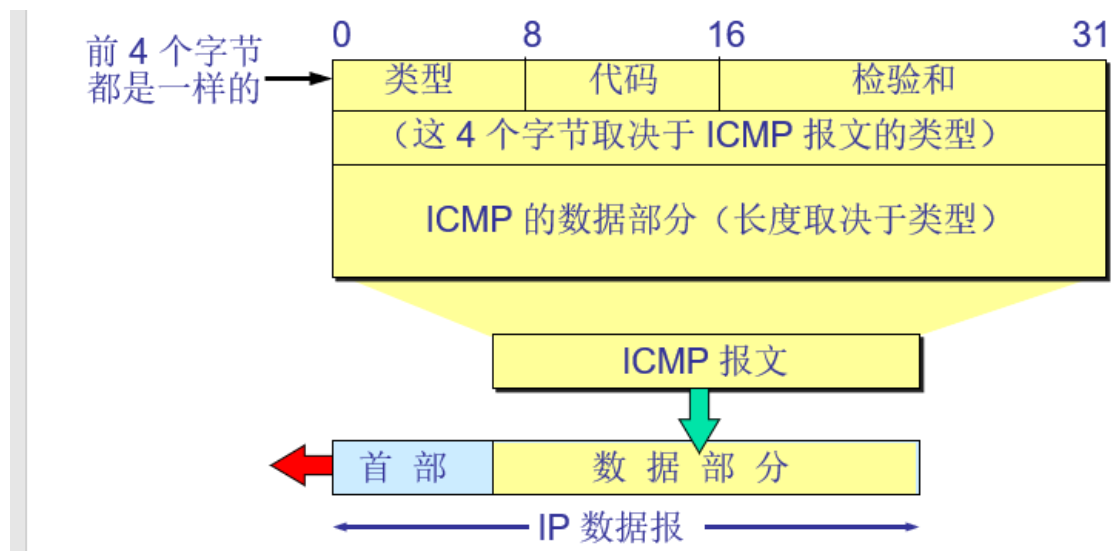 0 8 16 31
前 4 个字节
都是一样的
类型 代码 检验和
（这 4 个字节取决于 ICMP 报文的类型）
ICMP 的数据部分（长度取决于类型）
ICMP 报文
首 部 数 据 部 分
IP 数据报